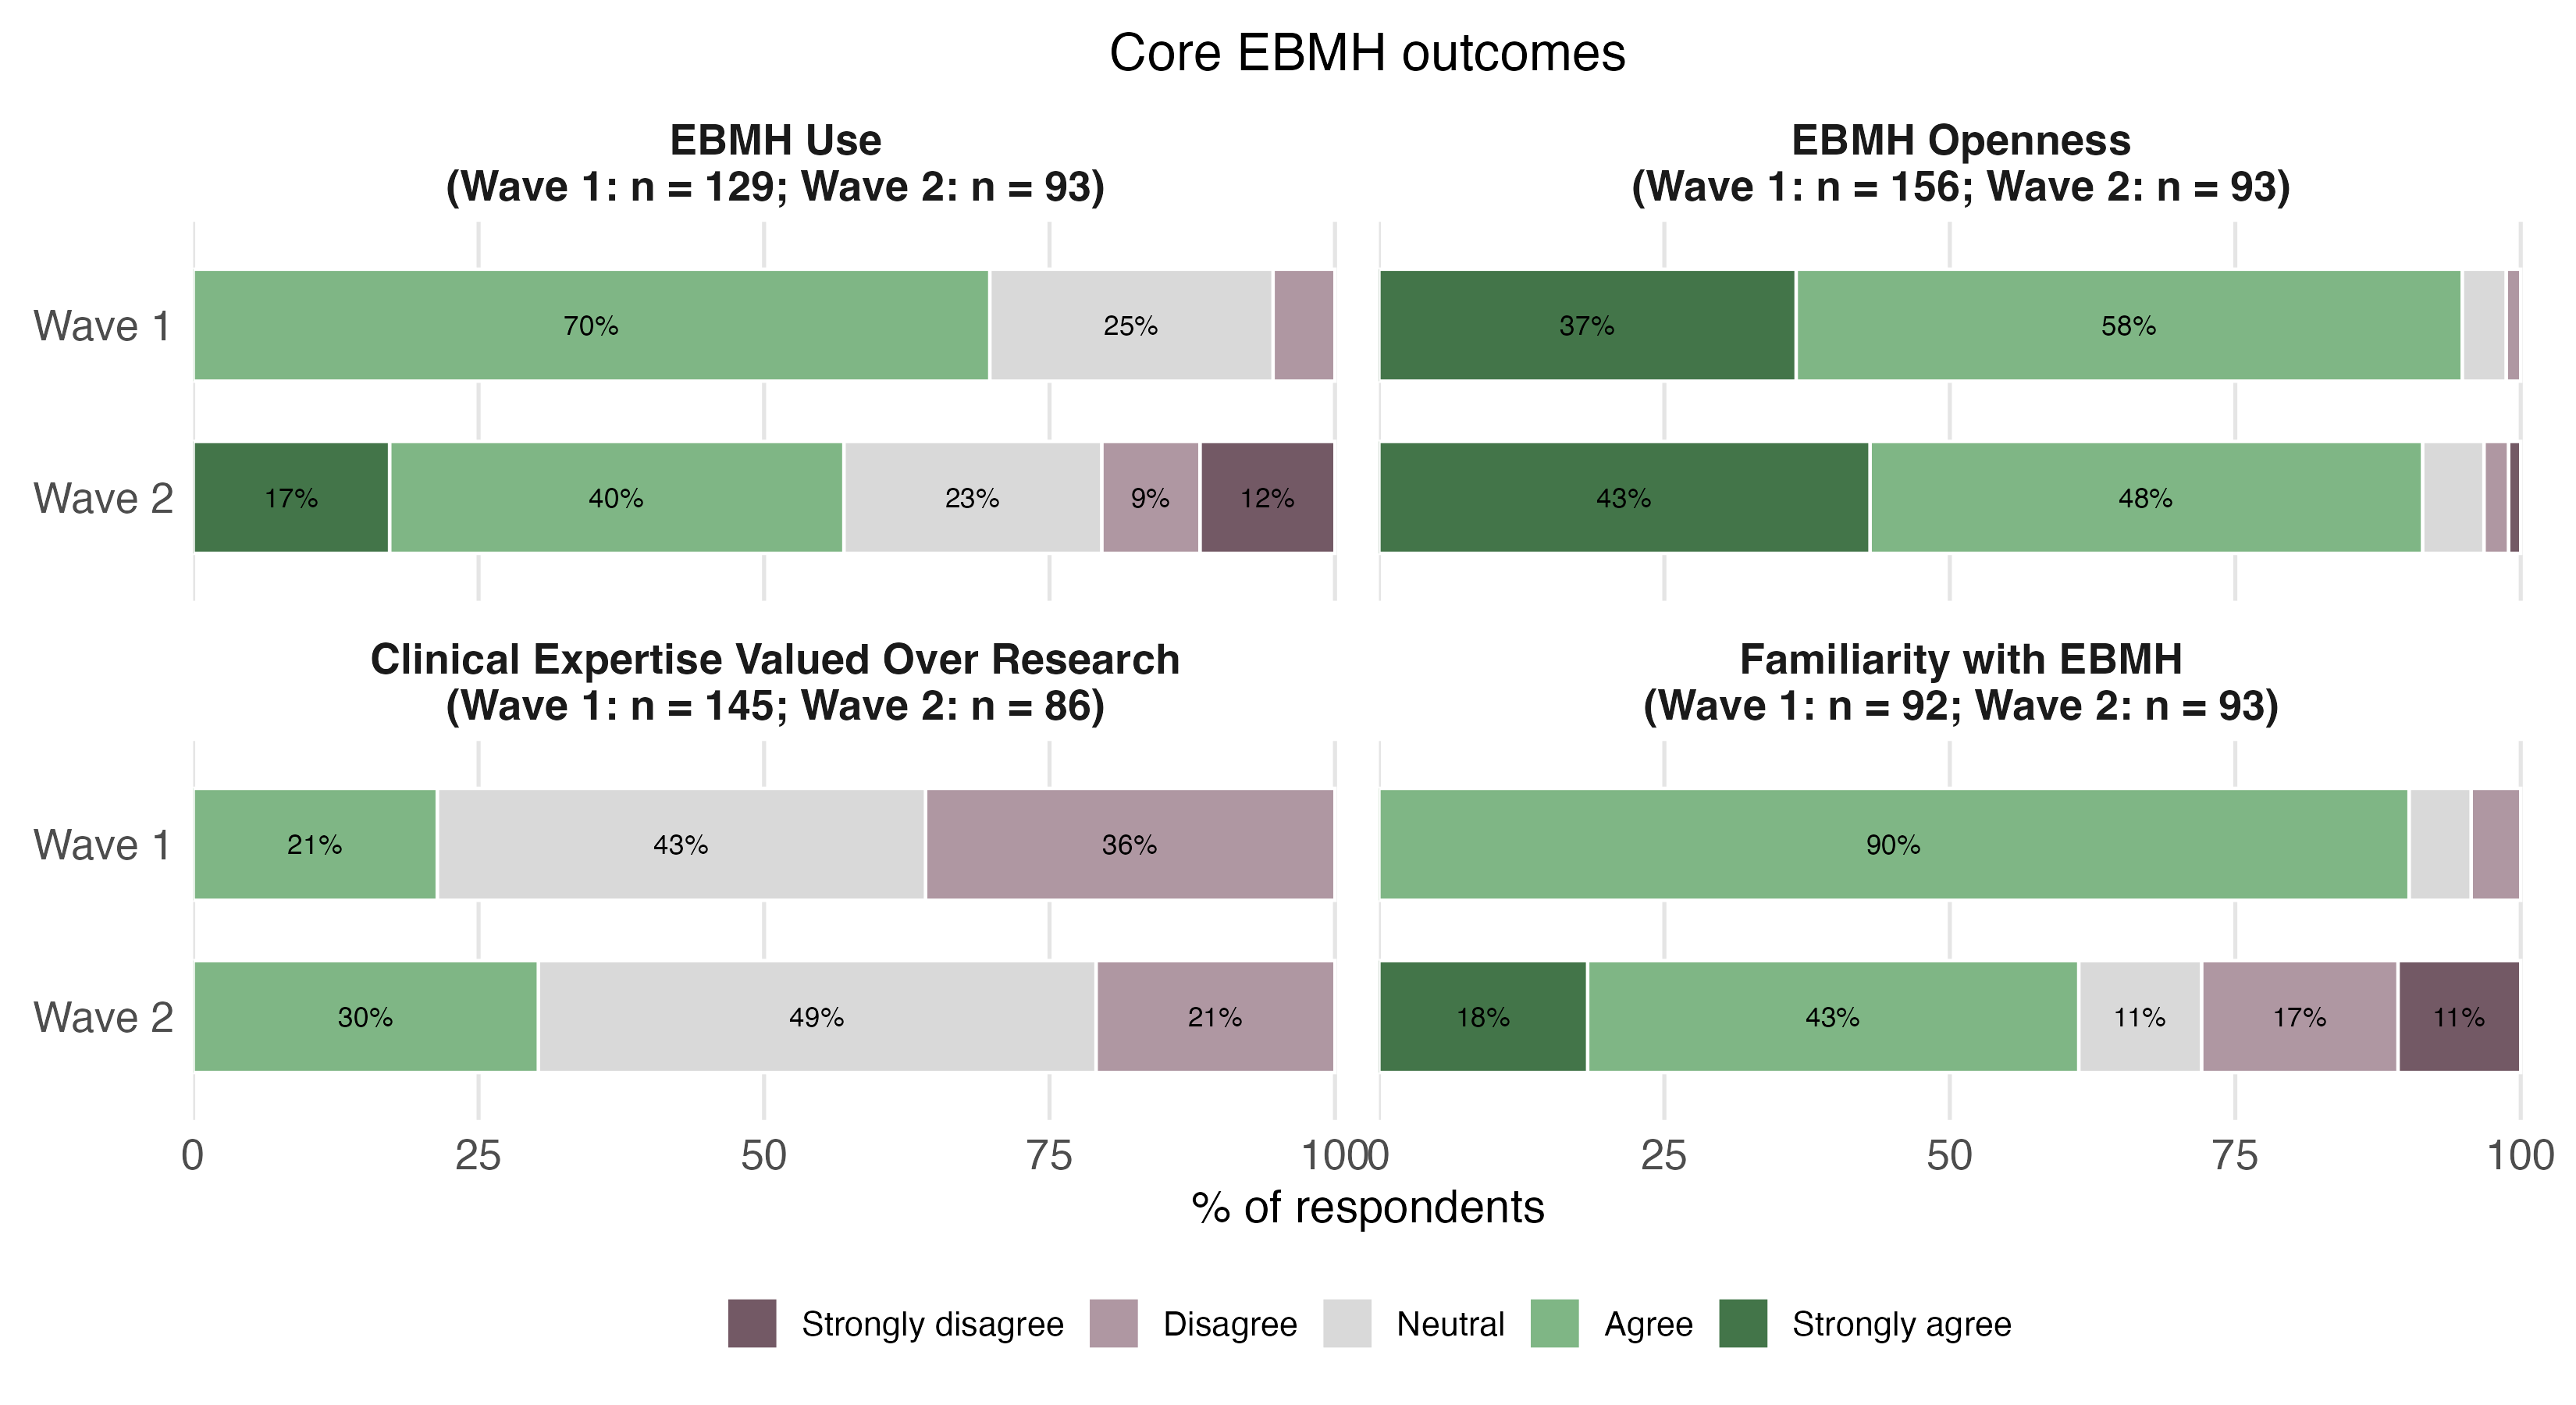 Core EBMH outcomes
EBMH Use
(Wave 1: n = 129; Wave 2: n = 93)
Wave 1
70%
25%
Wave 2
17%
40%
23%
9%
12%
EBMH Openness
(Wave 1: n = 156; Wave 2: n = 93)
37%
58%
43%
48%
Clinical Expertise Valued Over Research
(Wave 1: n = 145; Wave 2: n = 86)
Wave 1
21%
43%
36%
Wave 2
30%
49%
21%
0
25
50
75
100
Familiarity with EBMH
(Wave 1: n = 92; Wave 2: n = 93)
90%
18%
43%
11%
17%
11%
0
25
50
75
100
% of respondents
Strongly disagree
Disagree
Neutral
Agree
Strongly agree